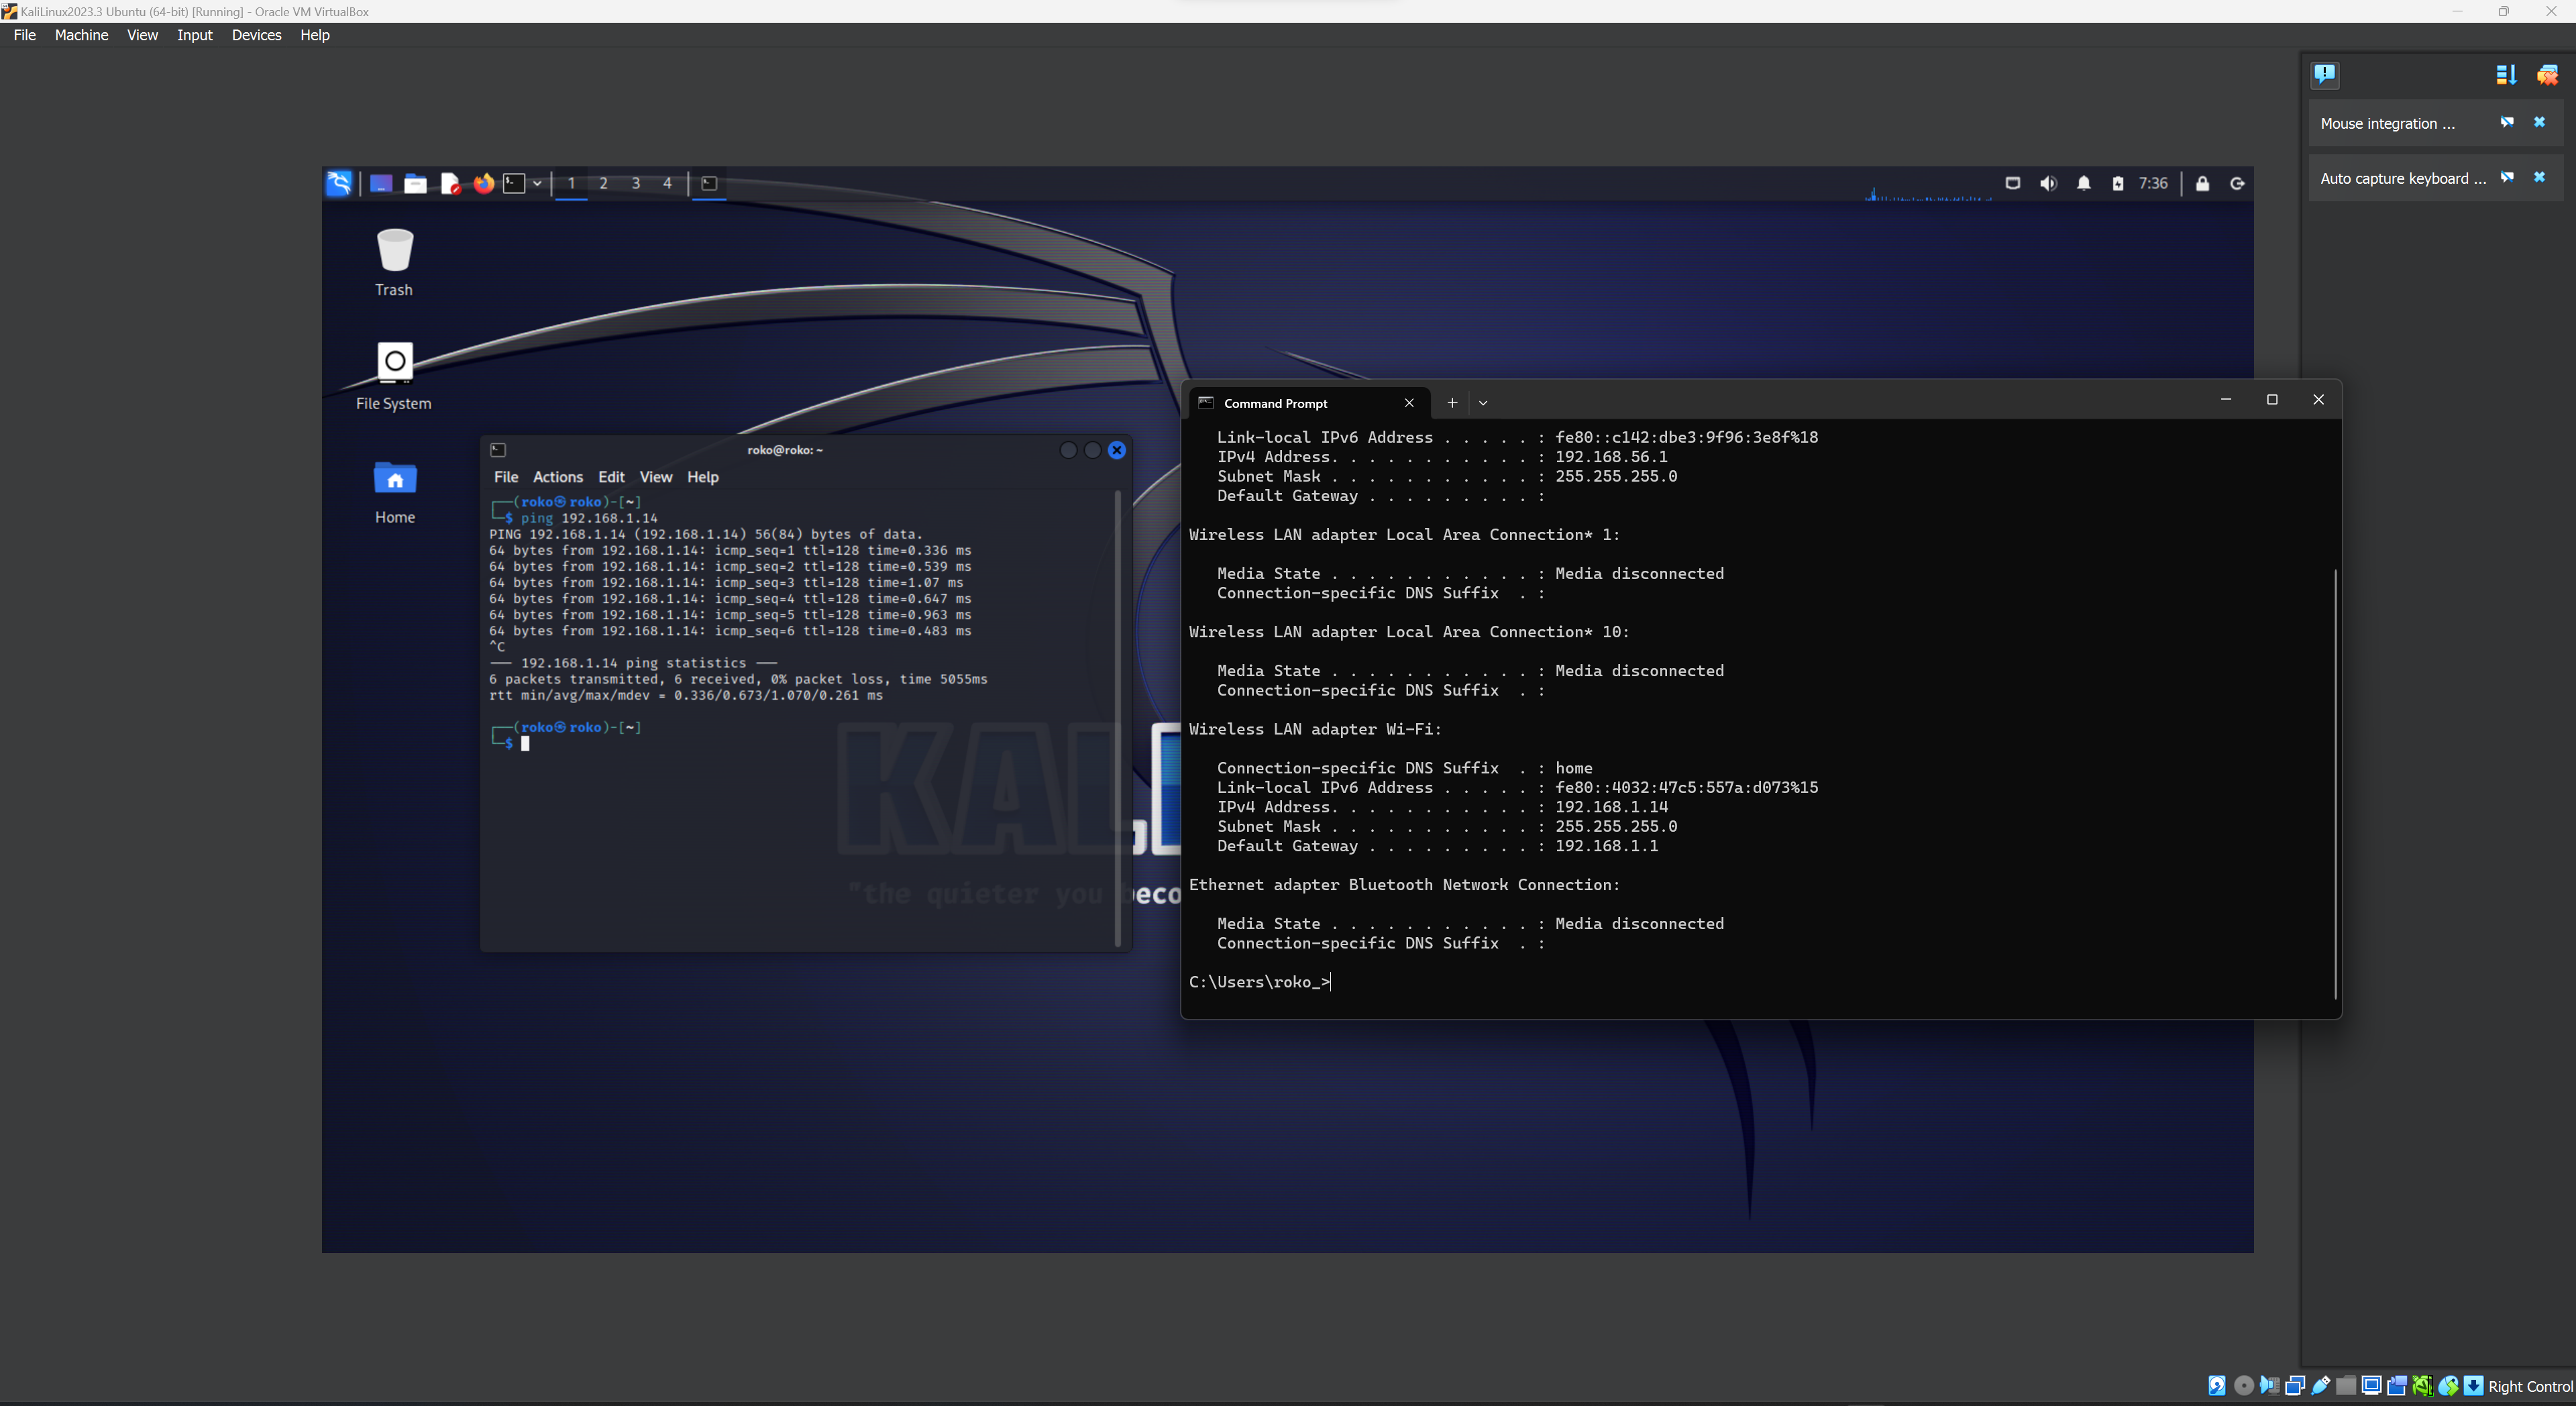 KaliLinux2023.3 Ubuntu (64-bit) [Running] - Oracle VM VirtualBox
File Machine View Input Devices Help
Mouse integration ...
Auto capture keyboard ...
1 2 3 4
7:36
Trash
File System
Home
roko@roko: ~
File Actions Edit View Help
┌──(roko㉿roko)-[~]
└─$ ping 192.168.1.14
PING 192.168.1.14 (192.168.1.14) 56(84) bytes of data.
64 bytes from 192.168.1.14: icmp_seq=1 ttl=128 time=0.336 ms
64 bytes from 192.168.1.14: icmp_seq=2 ttl=128 time=0.539 ms
64 bytes from 192.168.1.14: icmp_seq=3 ttl=128 time=1.07 ms
64 bytes from 192.168.1.14: icmp_seq=4 ttl=128 time=0.647 ms
64 bytes from 192.168.1.14: icmp_seq=5 ttl=128 time=0.963 ms
64 bytes from 192.168.1.14: icmp_seq=6 ttl=128 time=0.483 ms
^C
--- 192.168.1.14 ping statistics ---
6 packets transmitted, 6 received, 0% packet loss, time 5055ms
rtt min/avg/max/mdev = 0.336/0.673/1.070/0.261 ms
┌──(roko㉿roko)-[~]
└─$
KAL
"the quieter you beco
Command Prompt
Link-local IPv6 Address . . . . . : fe80::c142:dbe3:9f96:3e8f%18
IPv4 Address. . . . . . . . . . . : 192.168.56.1
Subnet Mask . . . . . . . . . . . : 255.255.255.0
Default Gateway . . . . . . . . . :
Wireless LAN adapter Local Area Connection* 1:
Media State . . . . . . . . . . . : Media disconnected
Connection-specific DNS Suffix . :
Wireless LAN adapter Local Area Connection* 10:
Media State . . . . . . . . . . . : Media disconnected
Connection-specific DNS Suffix . :
Wireless LAN adapter Wi-Fi:
Connection-specific DNS Suffix . : home
Link-local IPv6 Address . . . . . : fe80::4032:47c5:557a:d073%15
IPv4 Address. . . . . . . . . . . : 192.168.1.14
Subnet Mask . . . . . . . . . . . : 255.255.255.0
Default Gateway . . . . . . . . . : 192.168.1.1
Ethernet adapter Bluetooth Network Connection:
Media State . . . . . . . . . . . : Media disconnected
Connection-specific DNS Suffix . :
C:\Users\roko_>
Right Control